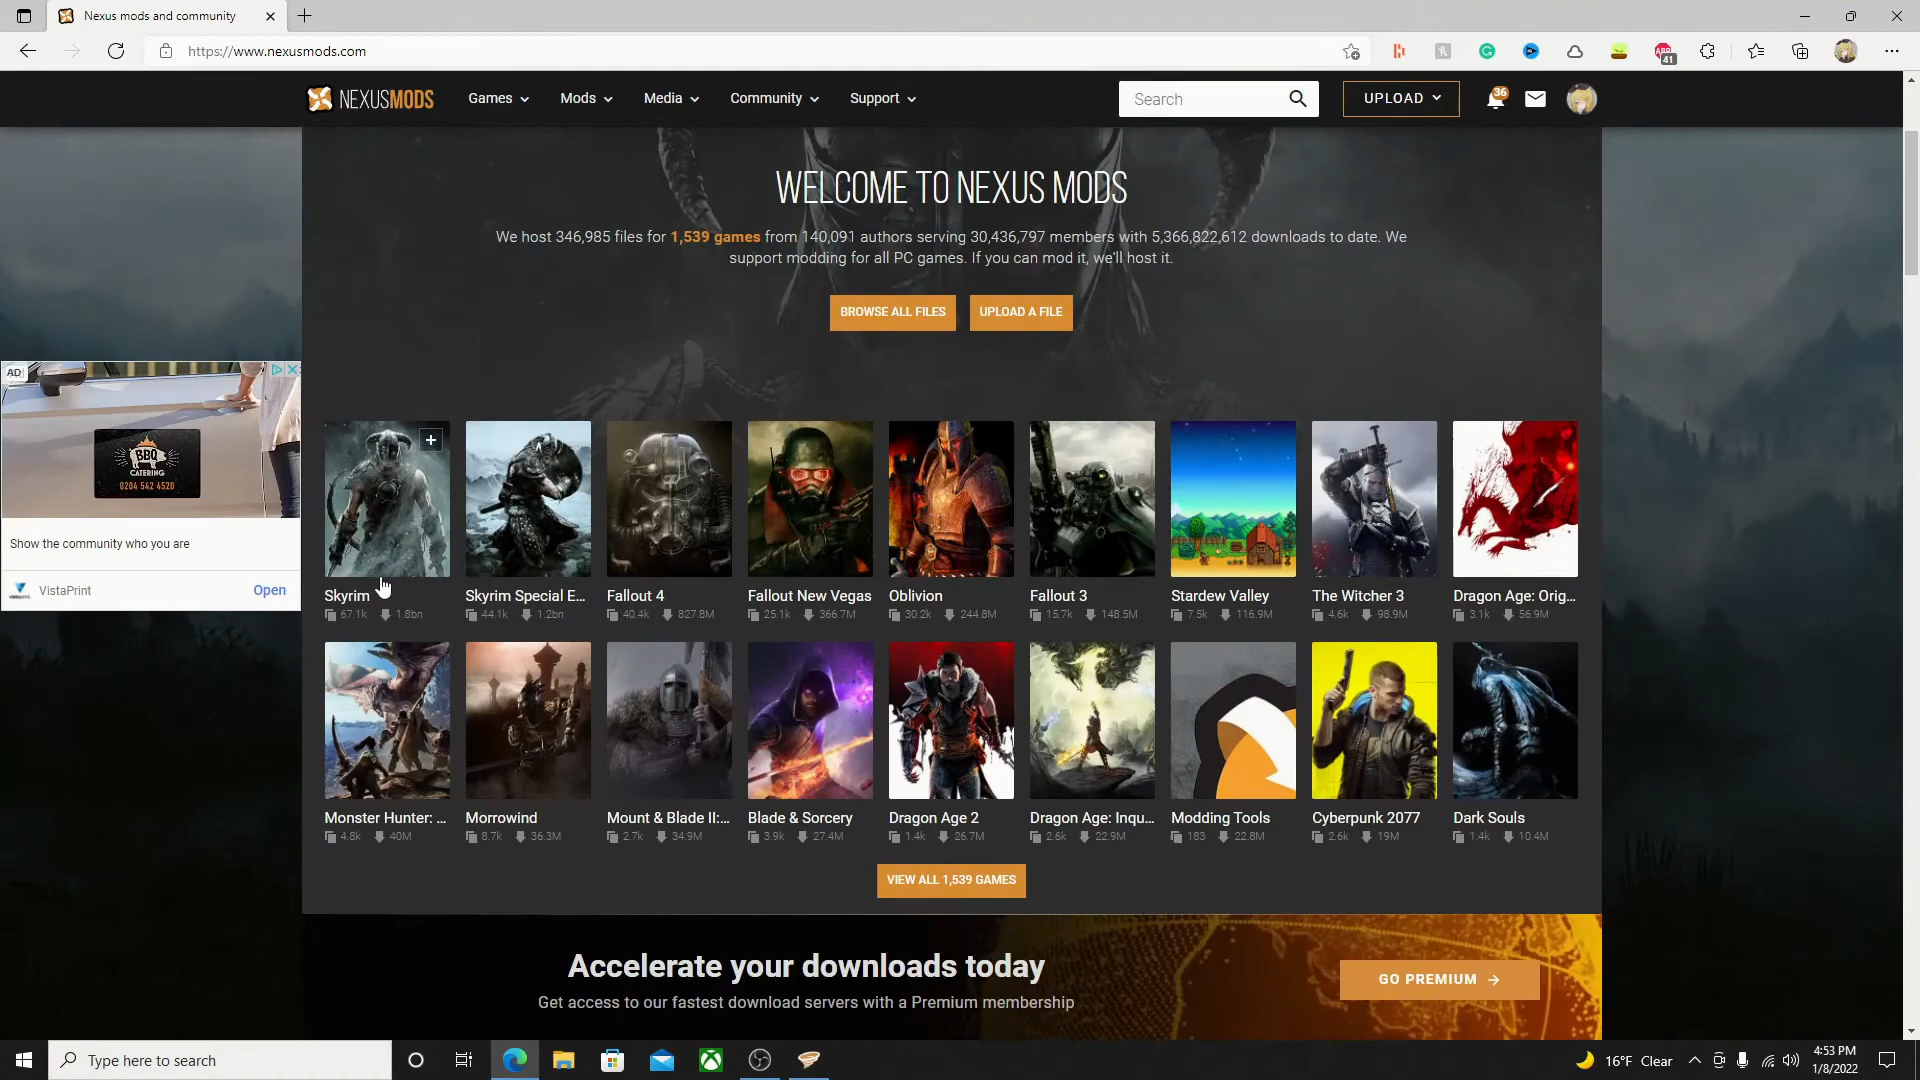 Nexus mods and community
https://www.nexusmods.com
41
NEXUSMODS
Games
Mods
Media
Community
Support
Search
UPLOAD
36
WELCOME TO NEXUS MODS
We host 346,985 files for 1,539 games from 140,091 authors serving 30,436,797 members with 5,366,822,612 downloads to date. We
support modding for all PC games. If you can mod it, we'll host it.
BROWSE ALL FILES
UPLOAD A FILE
AD
BBQ
CATERING
0204 542 4520
Show the community who you are
VistaPrint
Open
Skyrim
67.1k 1.8bn
Skyrim Special E...
44.1k 1.2bn
Fallout 4
40.4k 827.8M
Fallout New Vegas
25.1k 366.7M
Oblivion
30.2k 244.8M
Fallout 3
15.7k 148.5M
Stardew Valley
7.5k 116.9M
The Witcher 3
4.6k 98.9M
Dragon Age: Orig...
3.1k 56.9M
Monster Hunter: ...
4.8k 40M
Morrowind
8.7k 36.3M
Mount & Blade II:...
2.7k 34.9M
Blade & Sorcery
3.9k 27.4M
Dragon Age 2
1.4k 26.7M
Dragon Age: Inqu...
2.6k 22.9M
Modding Tools
183 22.8M
Cyberpunk 2077
2.6k 19M
Dark Souls
1.4k 10.4M
VIEW ALL 1,539 GAMES
Accelerate your downloads today
Get access to our fastest download servers with a Premium membership
GO PREMIUM
Type here to search
16°F Clear
4:53 PM
1/8/2022